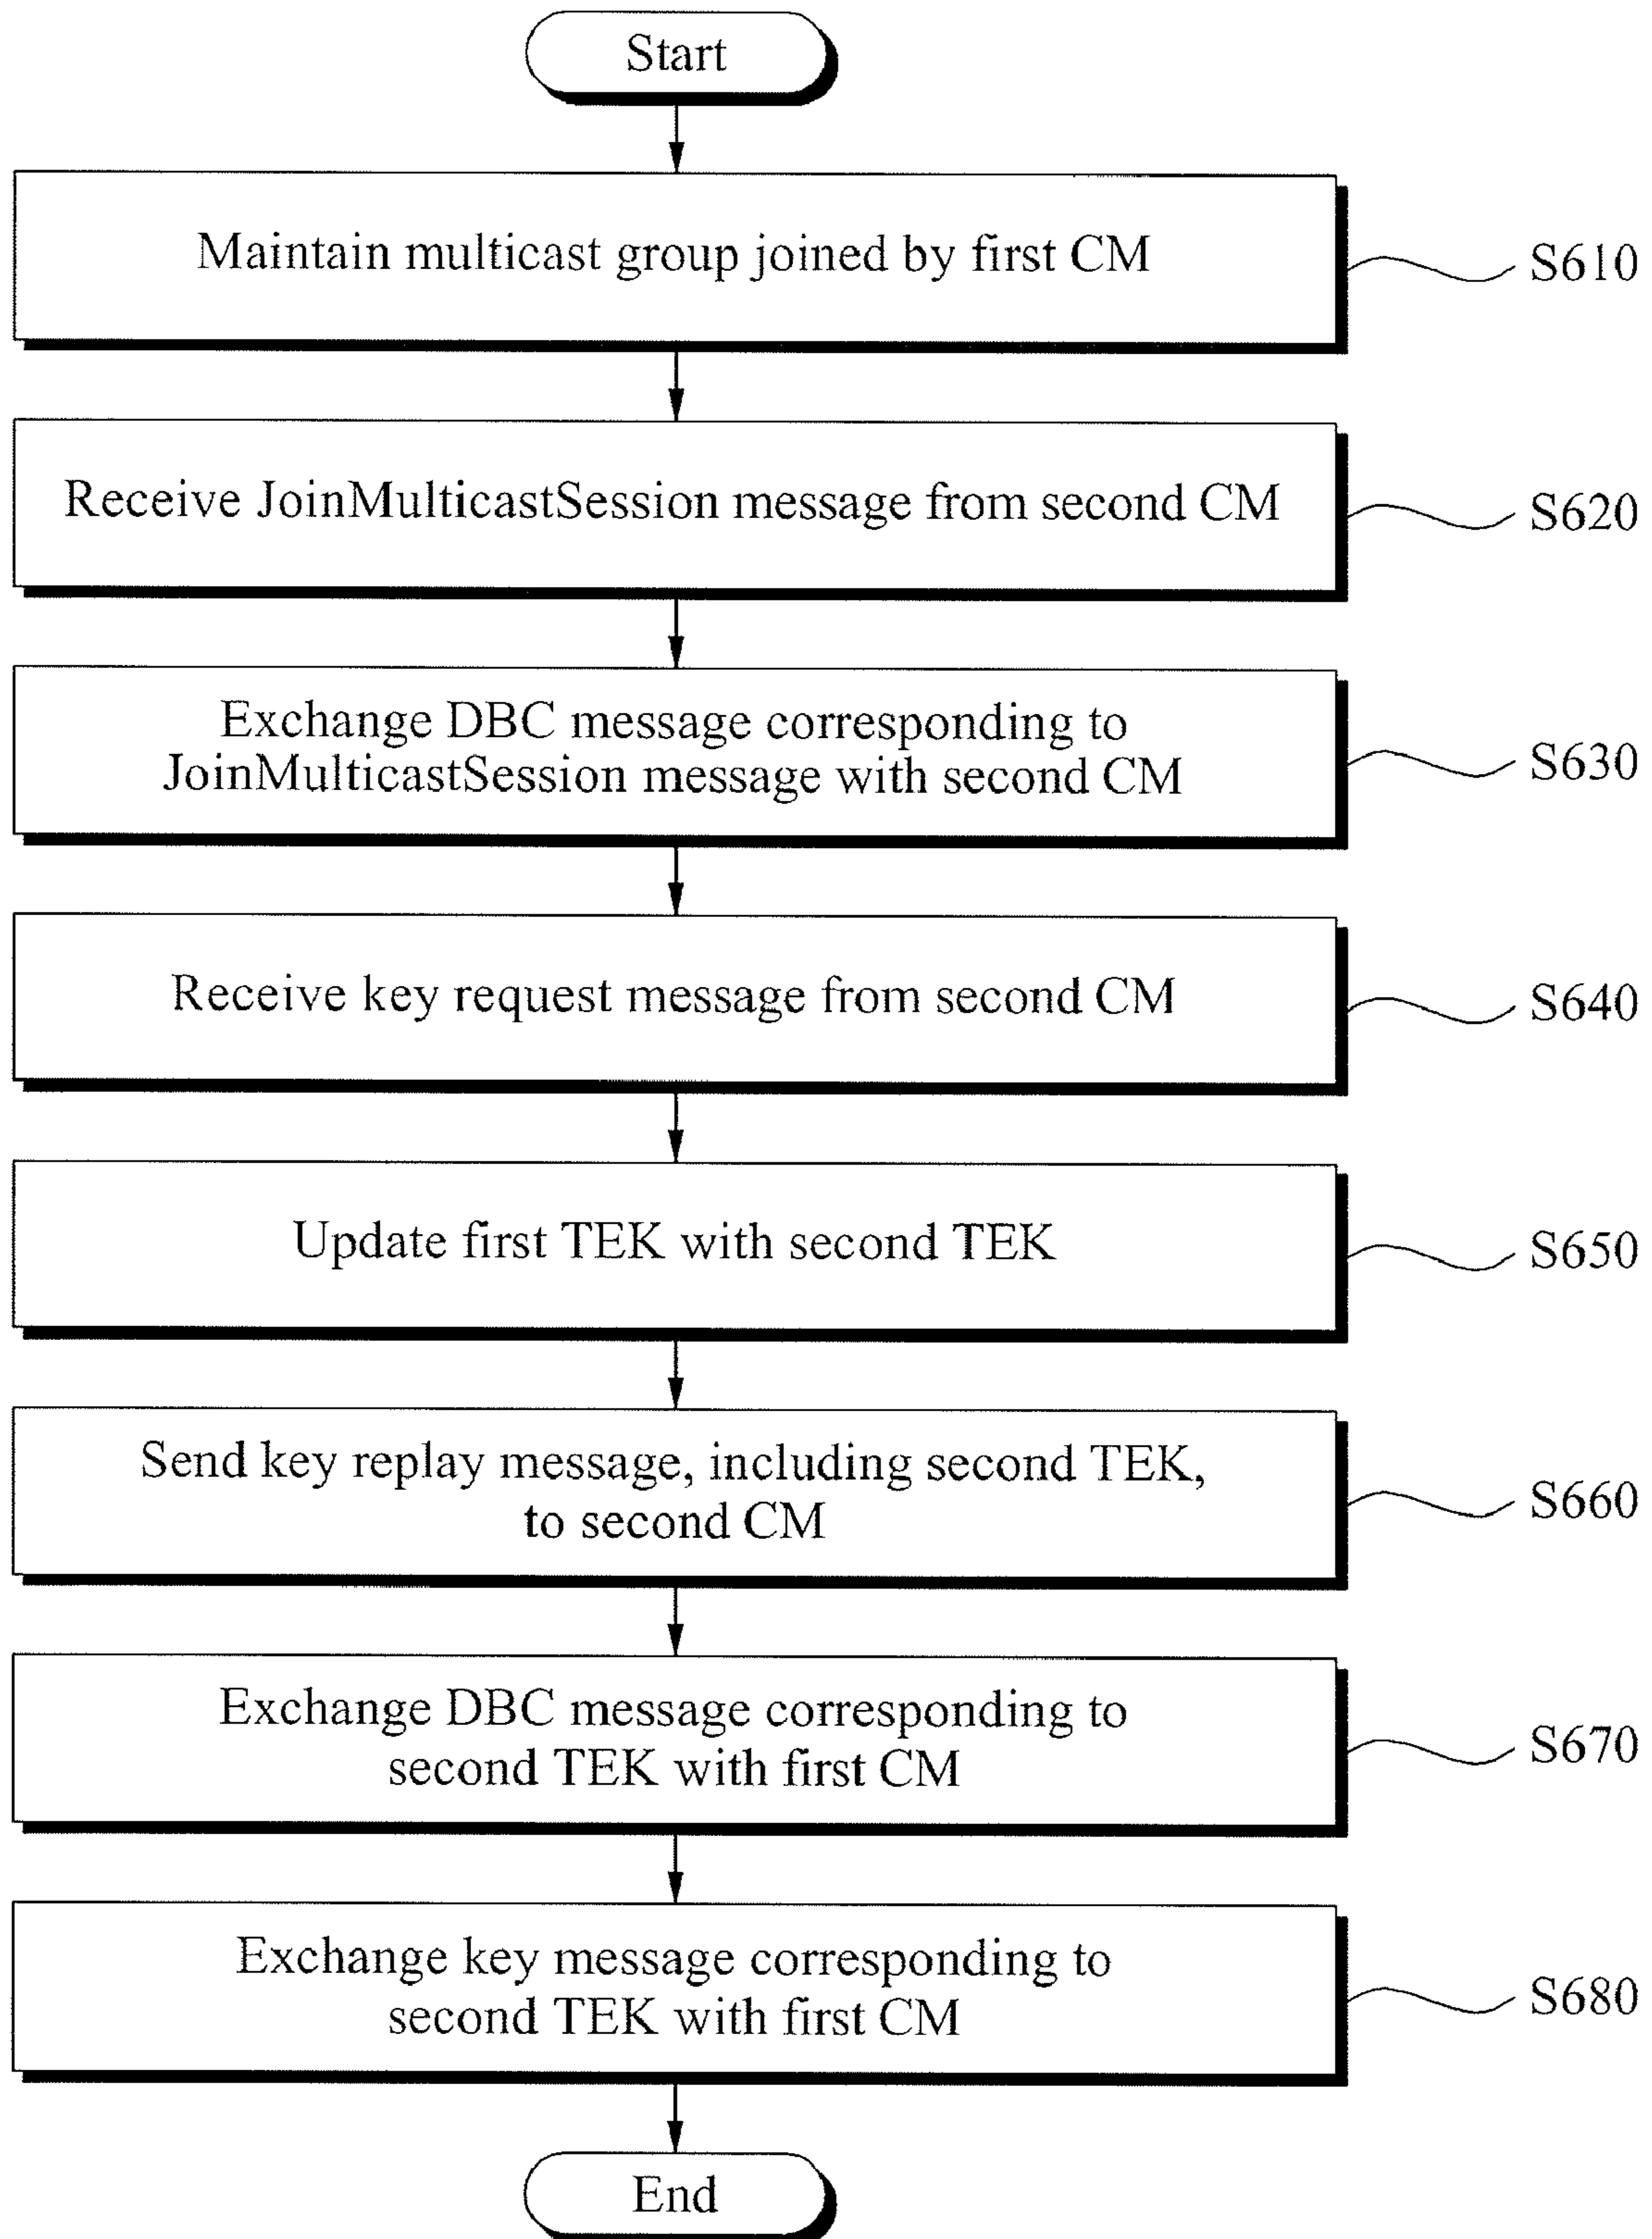 Start
Maintain multicast group joined by first CM
S610
Receive JoinMulticastSession message from second CM
S620
Exchange DBC message corresponding to
JoinMulticastSession message with second CM
S630
Receive key request message from second CM
S640
Update first TEK with second TEK
S650
Send key replay message, including second TEK,
to second CM
S660
Exchange DBC message corresponding to
second TEK with first CM
S670
Exchange key message corresponding to
second TEK with first CM
S680
End